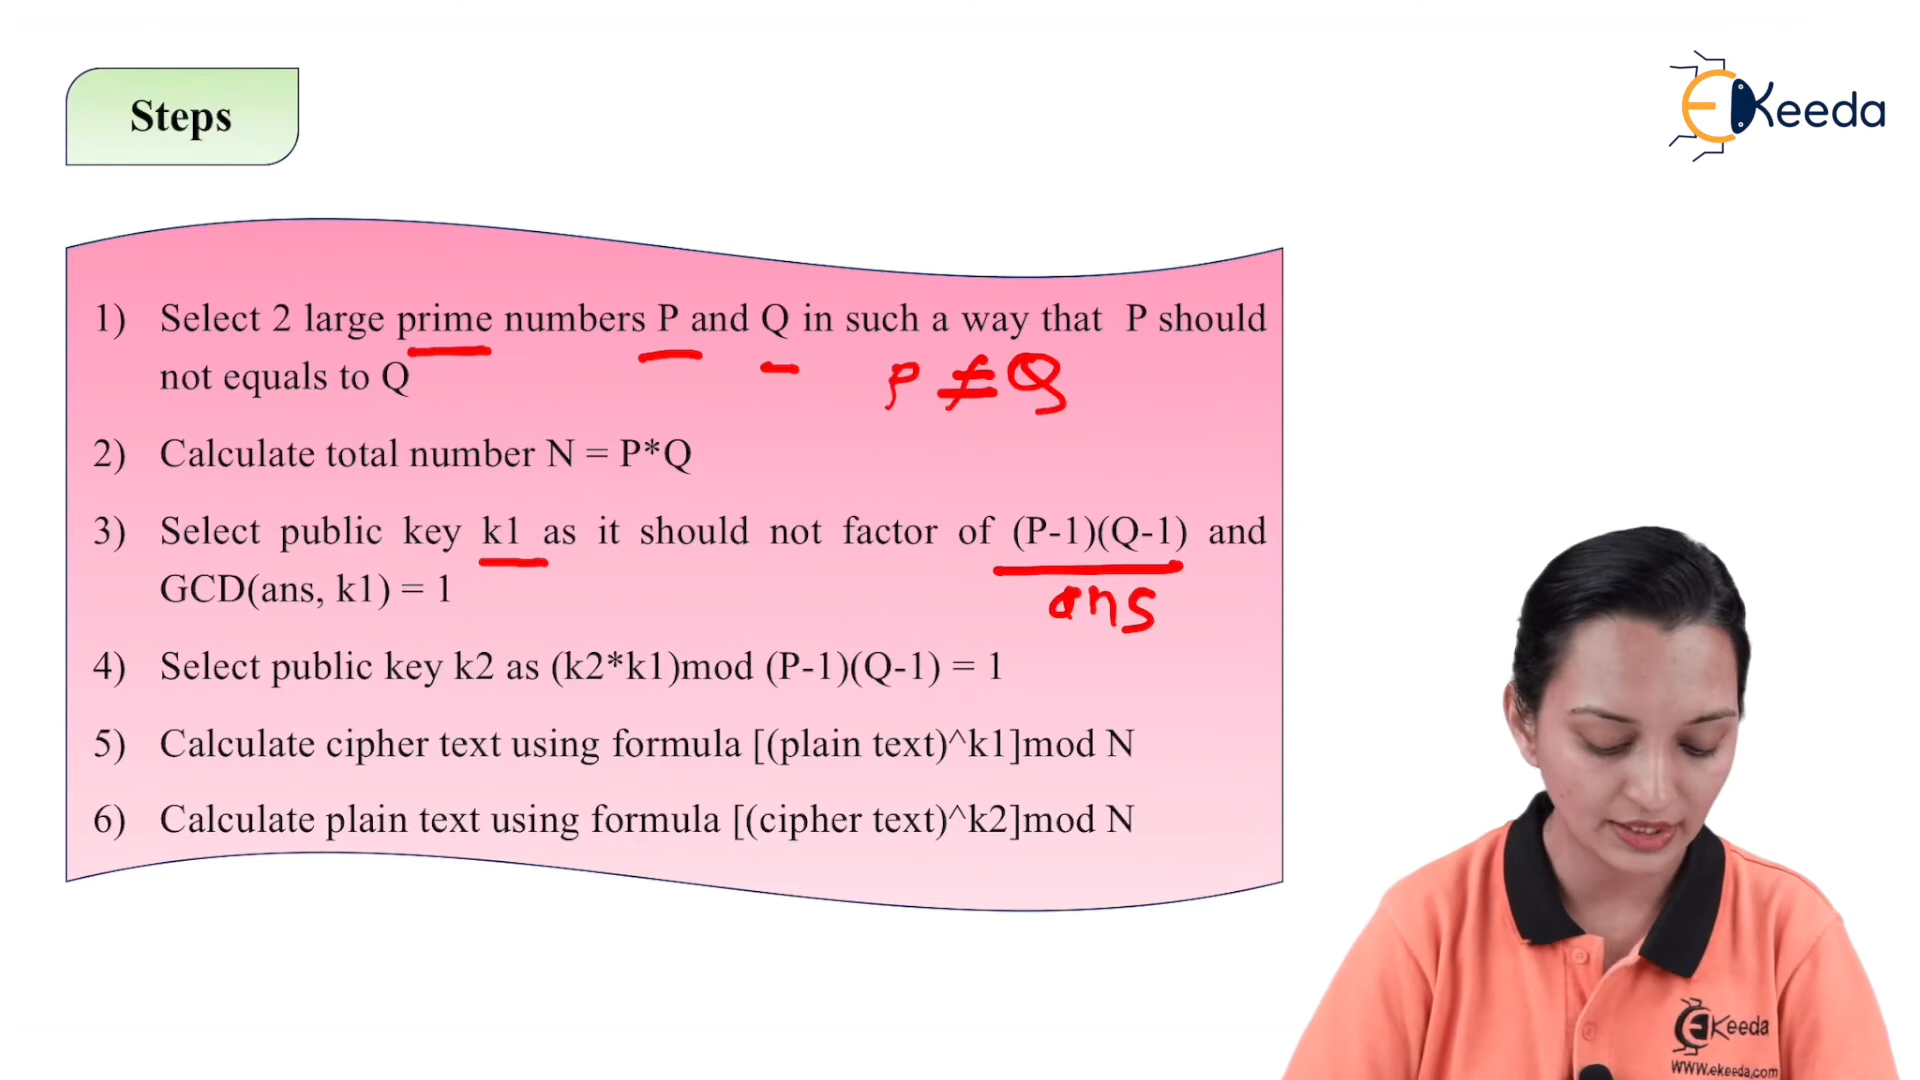 Steps
EKeeda
1) Select 2 large prime numbers P and Q in such a way that P should
not equals to Q
P ≠ Q
2) Calculate total number N = P*Q
3) Select public key k1 as it should not factor of (P-1)(Q-1) and
GCD(ans, k1) = 1
ans
4) Select public key k2 as (k2*k1)mod (P-1)(Q-1) = 1
5) Calculate cipher text using formula [(plain text)^k1]mod N
6) Calculate plain text using formula [(cipher text)^k2]mod N
EKeeda
www.ekeeda.com